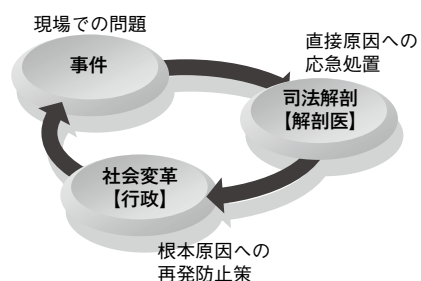 現場での問題
事件
直接原因への
応急処置
司法解剖
【解剖医】
社会変革
【行政】
根本原因への
再発防止策